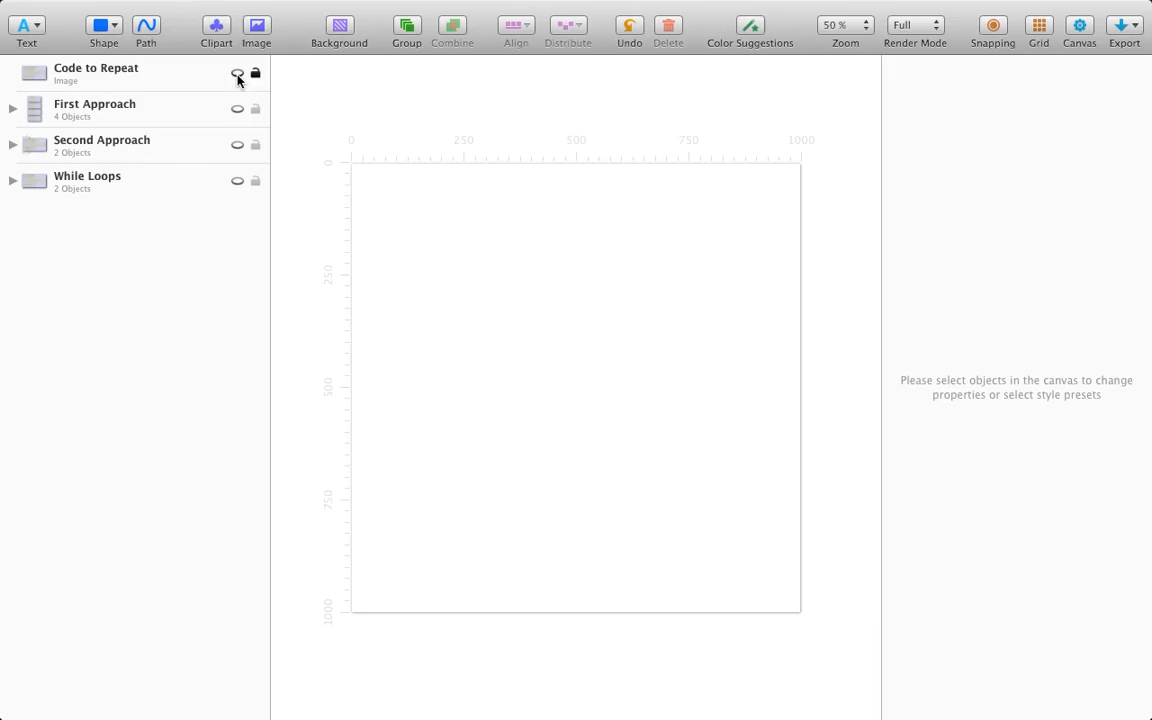 50 %
Full
Text
Shape
Path
Clipart
Image
Background
Group
Combine
Align
Distribute
Undo
Delete
Color Suggestions
Zoom
Render Mode
Snapping
Grid
Canvas
Export
Code to Repeat
Image
First Approach
4 Objects
Second Approach
2 Objects
While Loops
2 Objects
0
250
500
750
1000
0
250
500
750
1000
Please select objects in the canvas to change
properties or select style presets